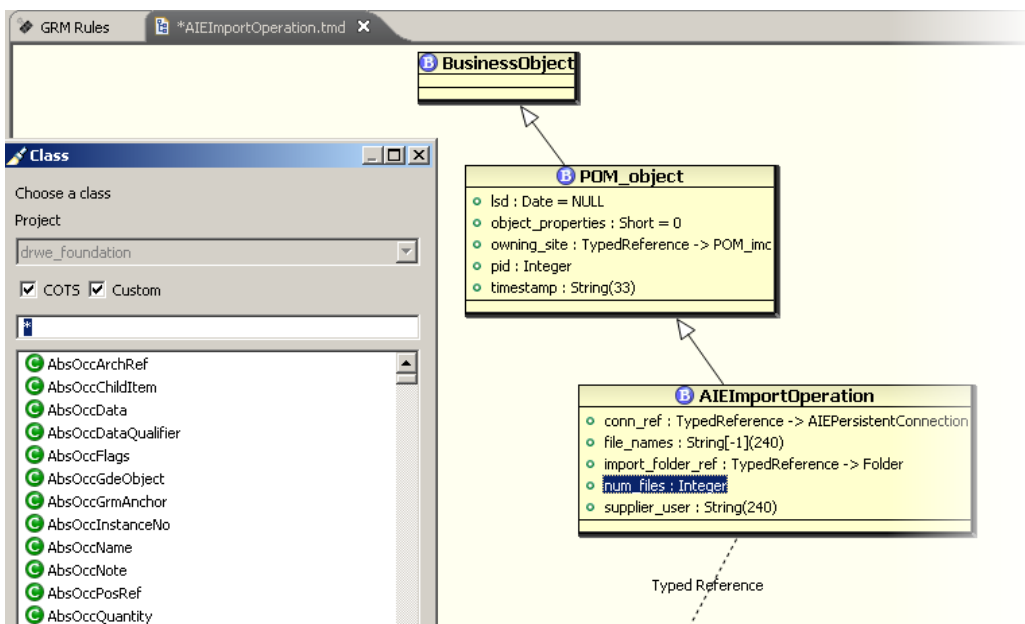 GRM Rules
*AIEImportOperation.tmd
B BusinessObject
Class
Choose a class
Project
drwe_foundation
COTS Custom
*
C AbsOccArchRef
C AbsOccChildItem
C AbsOccData
C AbsOccDataQualifier
C AbsOccFlags
C AbsOccGdeObject
C AbsOccGrmAnchor
C AbsOccInstanceNo
C AbsOccName
C AbsOccNote
C AbsOccPosRef
C AbsOccQuantity
B POM_object
lsd : Date = NULL
object_properties : Short = 0
owning_site : TypedReference -> POM_imc
pid : Integer
timestamp : String(33)
B AIEImportOperation
conn_ref : TypedReference -> AIEPersistentConnection
file_names : String[-1](240)
import_folder_ref : TypedReference -> Folder
num_files : Integer
supplier_user : String(240)
Typed Reference